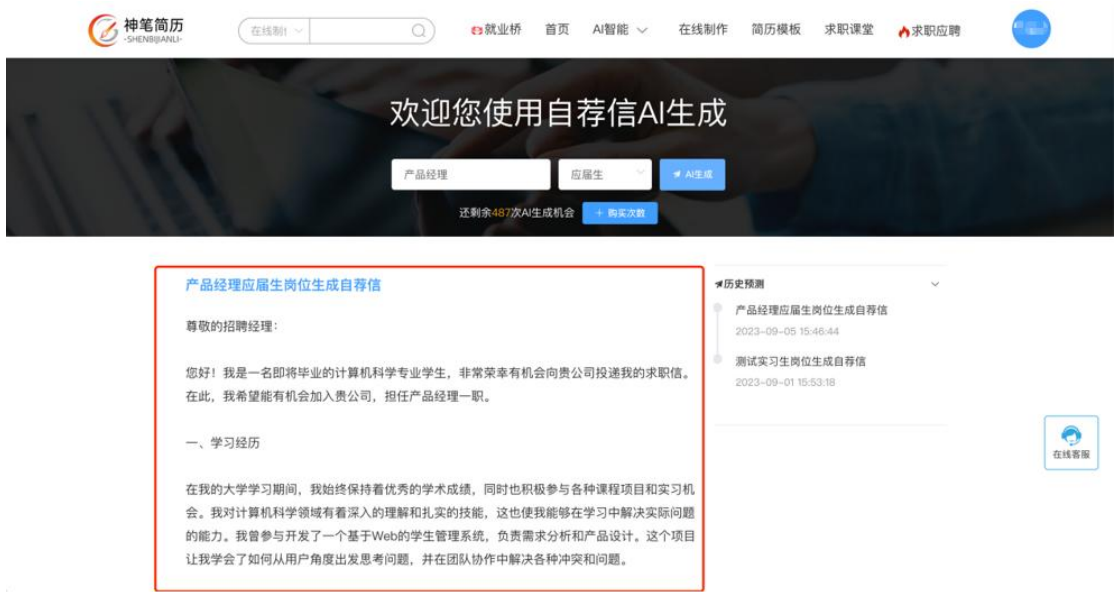 神笔简历
-SHENBIJIANLI-
在线制
就业桥
首页
AI智能
在线制作
简历模板
求职课堂
求职应聘
欢迎您使用自荐信AI生成
产品经理
应届生
AI生成
还剩余487次AI生成机会
+ 购买次数
产品经理应届生岗位生成自荐信
尊敬的招聘经理：
您好！我是一名即将毕业的计算机科学专业学生，非常荣幸有机会向贵公司投递我的求职信。
在此，我希望能有机会加入贵公司，担任产品经理一职。
一、学习经历
在我的大学学习期间，我始终保持着优秀的学术成绩，同时也积极参与各种课程项目和实习机
会。我对计算机科学领域有着深入的理解和扎实的技能，这也使我能够在学习中解决实际问题
的能力。我曾参与开发了一个基于Web的学生管理系统，负责需求分析和产品设计。这个项目
让我学会了如何从用户角度出发思考问题，并在团队协作中解决各种冲突和问题。
历史预测
产品经理应届生岗位生成自荐信
2023-09-05 15:46:44
测试实习生岗位生成自荐信
2023-09-01 15:53:18
在线客服